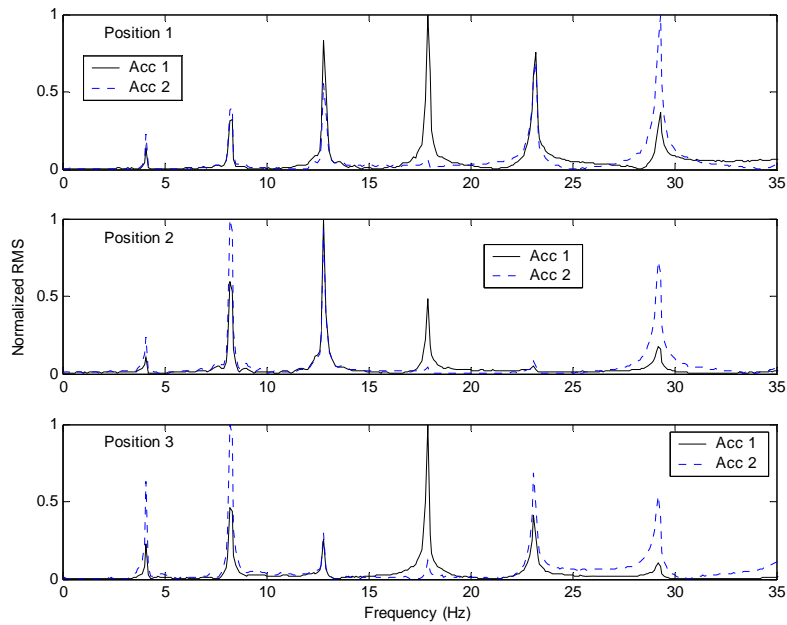 Position 1
Acc 1
Acc 2
1
0.5
0
0 5 10 15 20 25 30 35
Position 2
Acc 1
Acc 2
Normalized RMS
1
0.5
0
0 5 10 15 20 25 30 35
Position 3
Acc 1
Acc 2
1
0.5
0
0 5 10 15 20 25 30 35
Frequency (Hz)